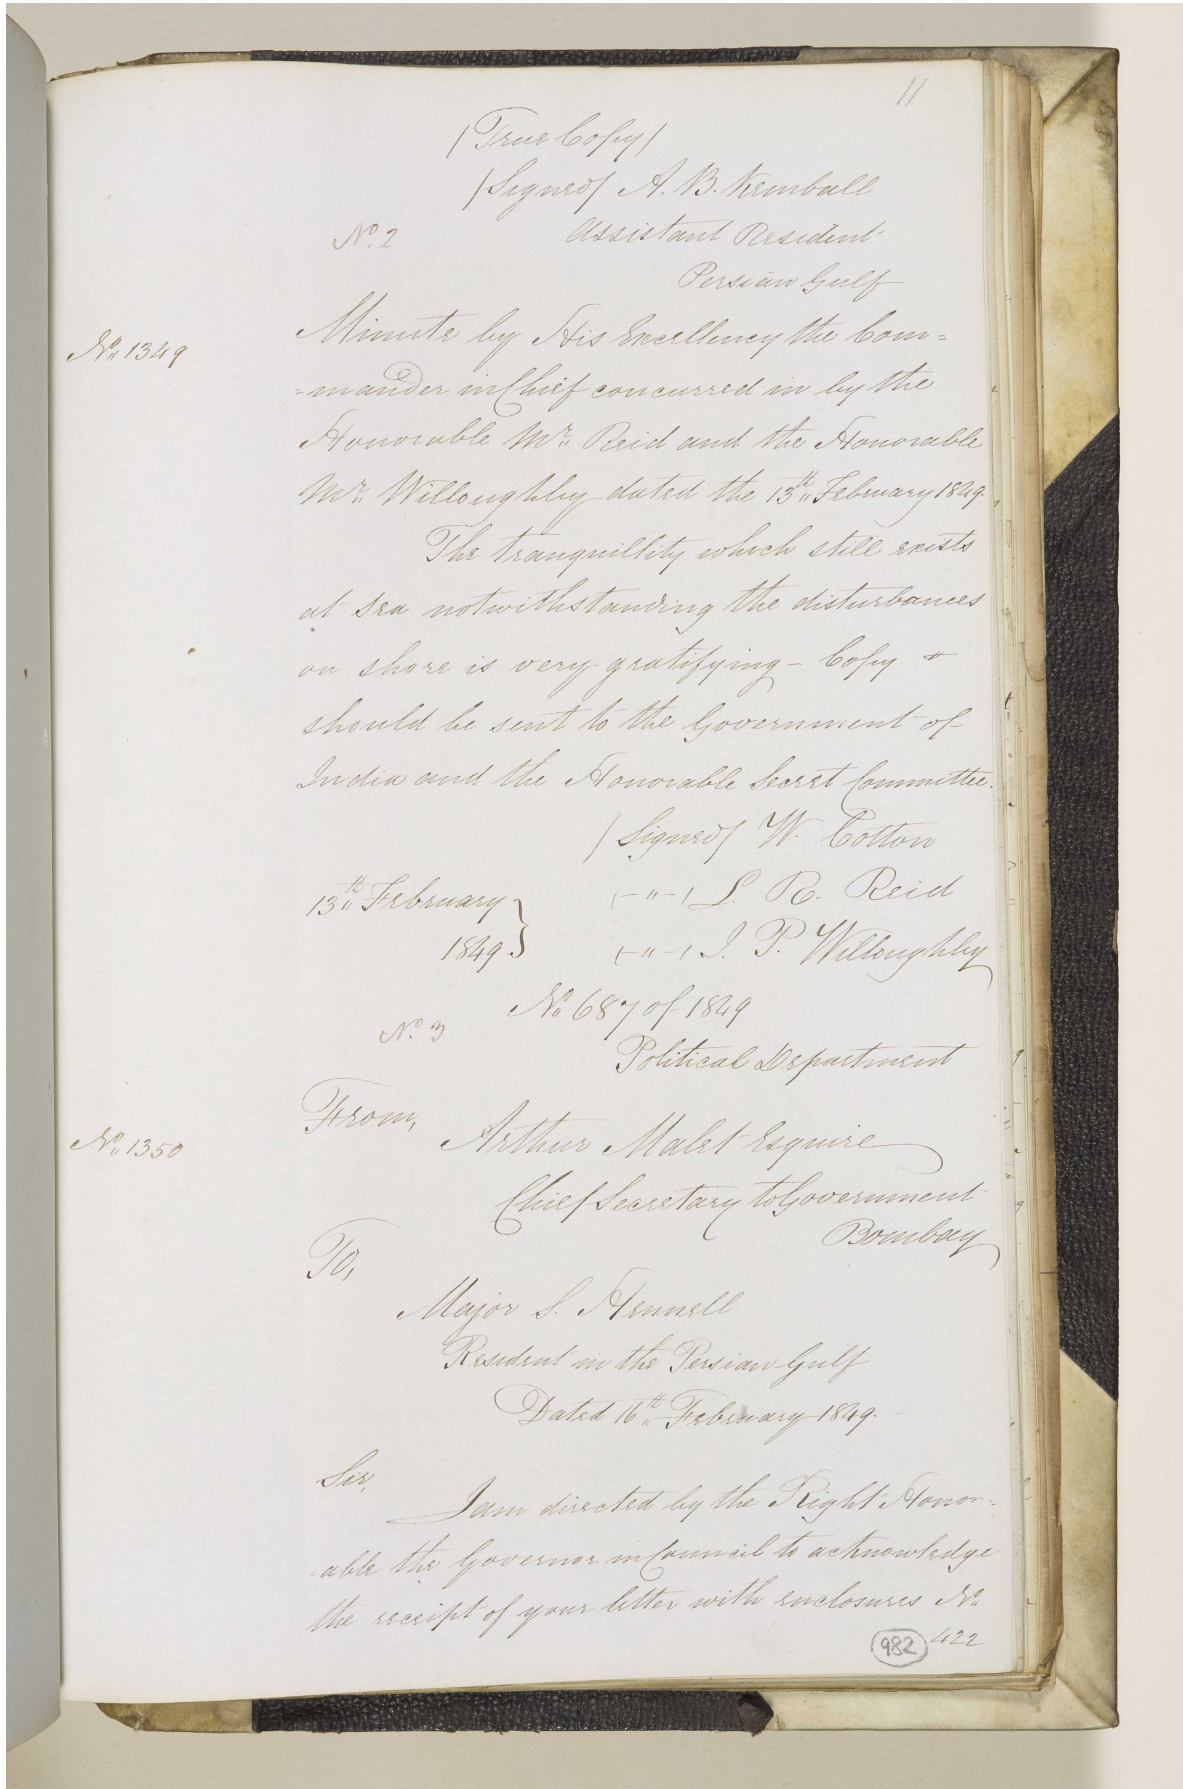 11
(True Copy)
(Signed) A. B. Kemball
No. 2
Assistant Resident
Persian Gulf
No. 1349
Minute by His Excellency the Com=
=mander in Chief concurred in by the
Honorable Mr. Reid and the Honorable
Mr. Willoughby dated the 13th February 1849.
The tranquillity which still exists
at Sea notwithstanding the disturbances
on shore is very gratifying - Copy
should be sent to the Government of
India and the Honorable Secret Committee.
(Signed) W. Cotton
13th February
1849 }
(-"-) L. R. Reid
(-"-) J. P. Willoughby
No. 687 of 1849
No. 3
Political Department
No. 1350
From,
Arthur Malet Esquire
Chief Secretary to Government
Bombay
To,
Major S. Hennell
Resident in the Persian Gulf
Dated 16th February 1849.
Sir,
I am directed by the Right Honor=
=able the Governor in Council to acknowledge
the receipt of your letter with enclosures No.
982
422